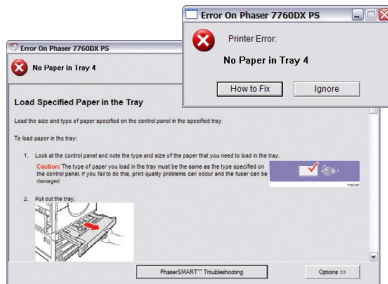 Error On Phaser 7760DX PS
Printer Error:
No Paper in Tray 4
How to Fix
Ignore
Error On Phaser 7760DX PS
No Paper in Tray 4
Load Specified Paper in the Tray
Load the size and type of paper specified on the control panel in the specified tray.
To load paper in the tray:
1. Look at the control panel and note the type and size of the paper that you need to load in the tray.
Caution: The type of paper you load in the tray must be the same as the type specified on
the control panel. If you fail to do this, print-quality problems can occur and the fuser can be
damaged.
2. Pull out the tray.
PhaserSMART™ Troubleshooting
Options >>